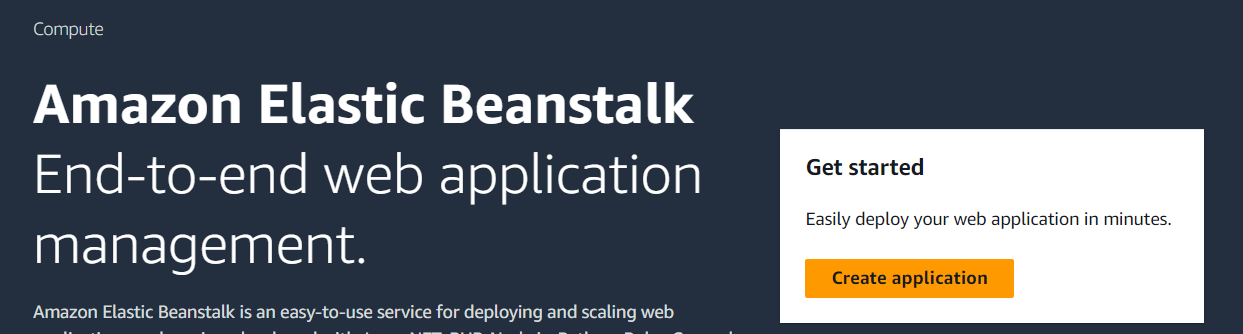 Compute
Amazon Elastic Beanstalk
End-to-end web application
management.
Get started
Easily deploy your web application in minutes.
Create application
Amazon Elastic Beanstalk is an easy-to-use service for deploying and scaling web